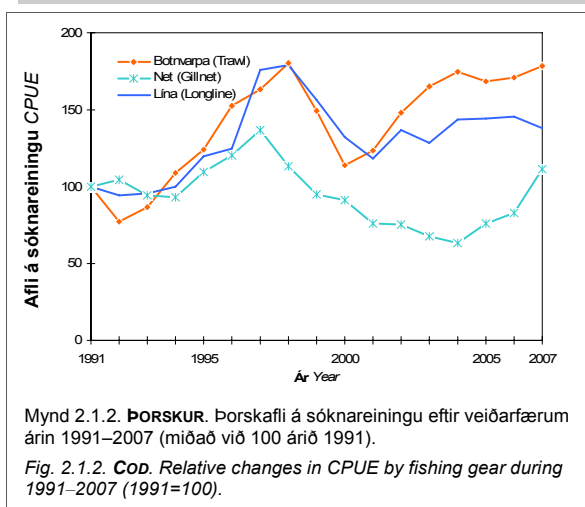 200
150
100
50
0
Afli á sóknareiningu CPUE
Botnvarpa (Trawl)
Net (Gillnet)
Lína (Longline)
1991 1995 2000 2005 2007
Ár Year
Mynd 2.1.2. ÞORSKUR. Þorskafli á sóknareiningu eftir veiðarfærum
árin 1991–2007 (miðað við 100 árið 1991).
Fig. 2.1.2. COD. Relative changes in CPUE by fishing gear during
1991–2007 (1991=100).